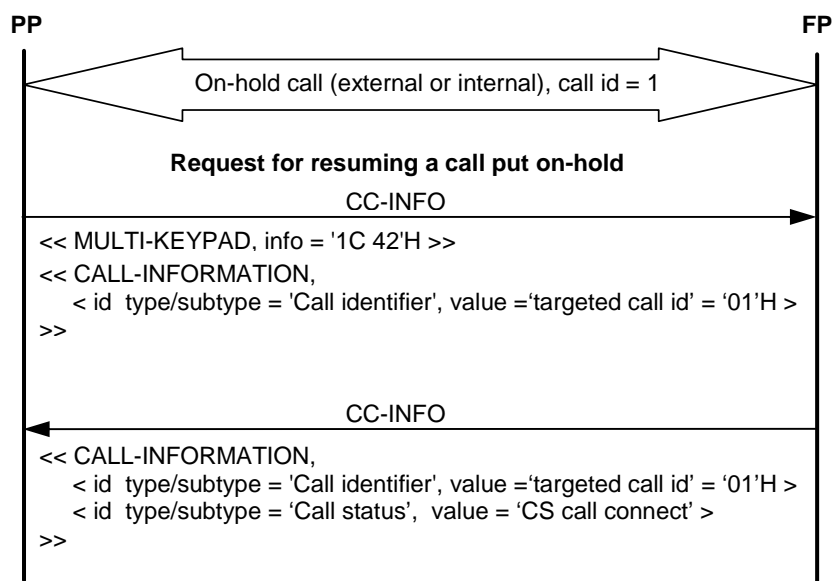 PP FP
On-hold call (external or internal), call id = 1
Request for resuming a call put on-hold
CC-INFO
<< MULTI-KEYPAD, info = '1C 42'H >>
<< CALL-INFORMATION,
< id type/subtype = 'Call identifier', value =‘targeted call id’ = ‘01’H >
>>
CC-INFO
<< CALL-INFORMATION,
< id type/subtype = 'Call identifier', value =‘targeted call id’ = ‘01’H >
< id type/subtype = ‘Call status’, value = ‘CS call connect’ >
>>